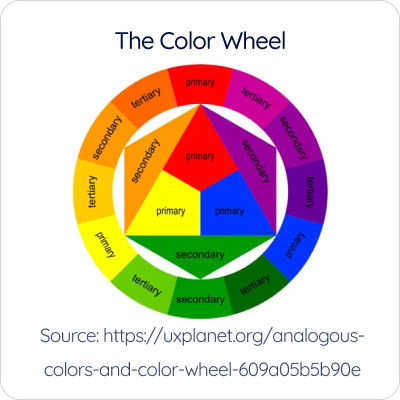 The Color Wheel
primary
tertiary
tertiary
secondary
secondary
primary
secondary
secondary
tertiary
tertiary
primary
primary
primary
primary
secondary
tertiary
tertiary
secondary
Source: https://uxplanet.org/analogous-
colors-and-color-wheel-609a05b5b90e